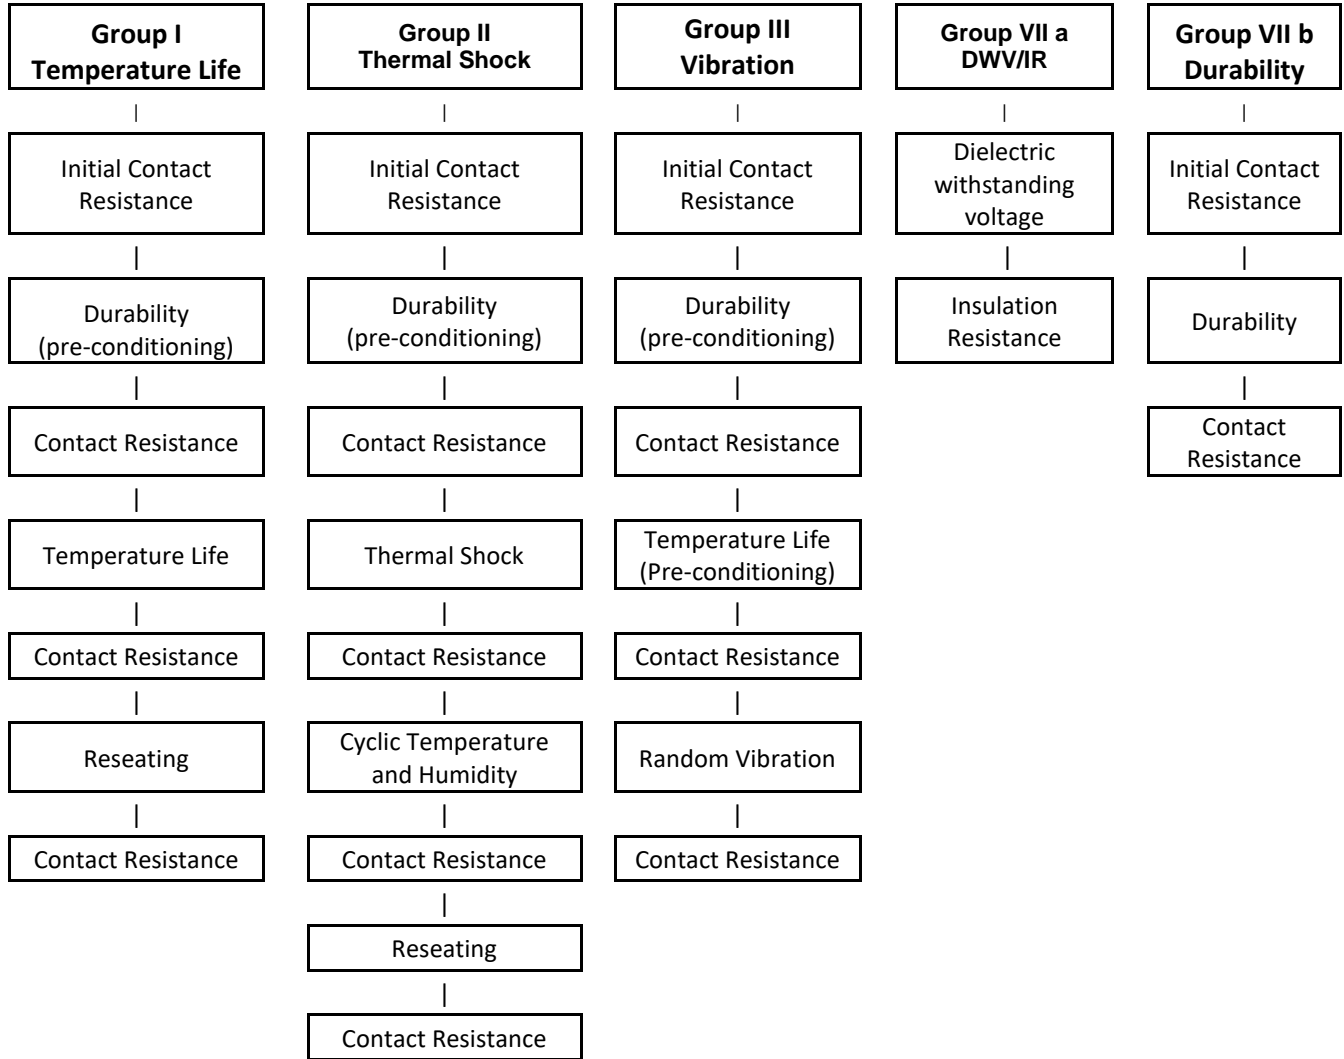 Group I
Temperature Life
Initial Contact
Resistance
Durability
(pre-conditioning)
Contact Resistance
Temperature Life
Contact Resistance
Reseating
Contact Resistance
Group II
Thermal Shock
Initial Contact
Resistance
Durability
(pre-conditioning)
Contact Resistance
Thermal Shock
Contact Resistance
Cyclic Temperature
and Humidity
Contact Resistance
Reseating
Contact Resistance
Group III
Vibration
Initial Contact
Resistance
Durability
(pre-conditioning)
Contact Resistance
Temperature Life
(Pre-conditioning)
Contact Resistance
Random Vibration
Contact Resistance
Group VII a
DWV/IR
Dielectric
withstanding
voltage
Insulation
Resistance
Group VII b
Durability
Initial Contact
Resistance
Durability
Contact
Resistance